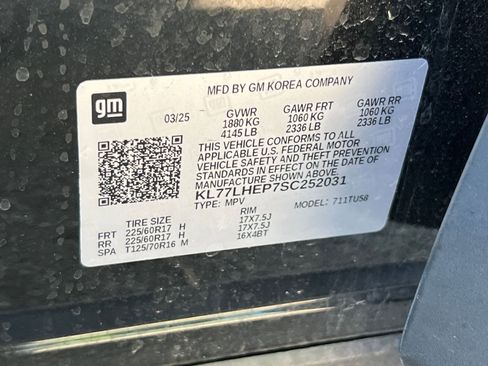 gm
MFD BY GM KOREA COMPANY
03/25 GVWR GAWR FRT GAWR RR
1880 KG 1060 KG 1060 KG
4145 LB 2336 LB 2336 LB
THIS VEHICLE CONFORMS TO ALL
APPLICABLE U.S. FEDERAL MOTOR
VEHICLE SAFETY AND THEFT PREVENTION
STANDARDS IN EFFECT ON THE DATE OF
MANUFACTURE SHOWN ABOVE.
KL77LHEP7SC252031
TYPE: MPV MODEL: 711TU58
TIRE SIZE RIM
FRT 225/60R17 H 17X7.5J
RR 225/60R17 H 17X7.5J
SPA T125/70R16 M 16X4BT